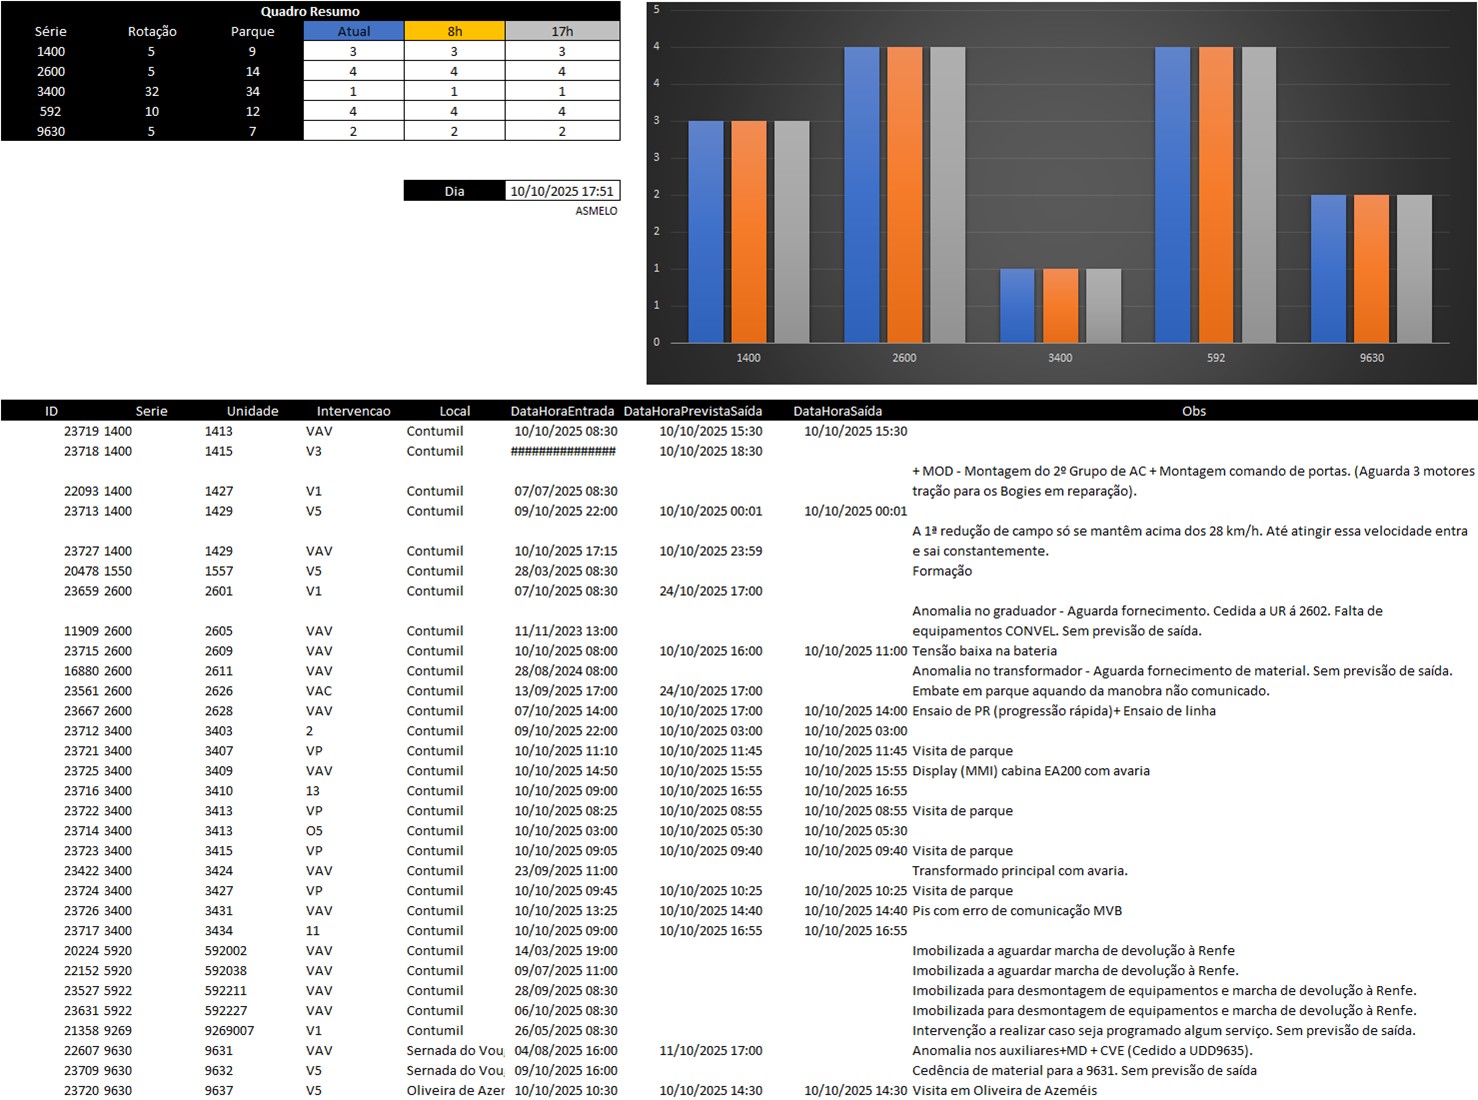 Quadro Resumo
Série Rotação Parque Atual 8h 17h
1400 5 9 3 3 3
2600 5 14 4 4 4
3400 32 34 1 1 1
592 10 12 4 4 4
9630 5 7 2 2 2
Dia 10/10/2025 17:51
ASMELO
5
4
4
3
3
2
2
1
1
0
1400 2600 3400 592 9630
ID Serie Unidade Intervencao Local DataHoraEntrada DataHoraPrevistaSaída DataHoraSaída Obs
23719 1400 1413 VAV Contumil 10/10/2025 08:30 10/10/2025 15:30 10/10/2025 15:30
23718 1400 1415 V3 Contumil ############### 10/10/2025 18:30
+ MOD - Montagem do 2º Grupo de AC + Montagem comando de portas. (Aguarda 3 motores
22093 1400 1427 V1 Contumil 07/07/2025 08:30 tração para os Bogies em reparação).
23713 1400 1429 V5 Contumil 09/10/2025 22:00 10/10/2025 00:01 10/10/2025 00:01
A 1ª redução de campo só se mantêm acima dos 28 km/h. Até atingir essa velocidade entra
23727 1400 1429 VAV Contumil 10/10/2025 17:15 10/10/2025 23:59 e sai constantemente.
20478 1550 1557 V5 Contumil 28/03/2025 08:30 Formação
23659 2600 2601 V1 Contumil 07/10/2025 08:30 24/10/2025 17:00
Anomalia no graduador - Aguarda fornecimento. Cedida a UR á 2602. Falta de
11909 2600 2605 VAV Contumil 11/11/2023 13:00 equipamentos CONVEL. Sem previsão de saída.
23715 2600 2609 VAV Contumil 10/10/2025 08:00 10/10/2025 16:00 10/10/2025 11:00 Tensão baixa na bateria
16880 2600 2611 VAV Contumil 28/08/2024 08:00 Anomalia no transformador - Aguarda fornecimento de material. Sem previsão de saída.
23561 2600 2626 VAC Contumil 13/09/2025 17:00 24/10/2025 17:00 Embate em parque aquando da manobra não comunicado.
23667 2600 2628 VAV Contumil 07/10/2025 14:00 10/10/2025 17:00 10/10/2025 14:00 Ensaio de PR (progressão rápida)+ Ensaio de linha
23712 3400 3403 2 Contumil 09/10/2025 22:00 10/10/2025 03:00 10/10/2025 03:00
23721 3400 3407 VP Contumil 10/10/2025 11:10 10/10/2025 11:45 10/10/2025 11:45 Visita de parque
23725 3400 3409 VAV Contumil 10/10/2025 14:50 10/10/2025 15:55 10/10/2025 15:55 Display (MMI) cabina EA200 com avaria
23716 3400 3410 13 Contumil 10/10/2025 09:00 10/10/2025 16:55 10/10/2025 16:55
23722 3400 3413 VP Contumil 10/10/2025 08:25 10/10/2025 08:55 10/10/2025 08:55 Visita de parque
23714 3400 3413 O5 Contumil 10/10/2025 03:00 10/10/2025 05:30 10/10/2025 05:30
23723 3400 3415 VP Contumil 10/10/2025 09:05 10/10/2025 09:40 10/10/2025 09:40 Visita de parque
23422 3400 3424 VAV Contumil 23/09/2025 11:00 Transformado principal com avaria.
23724 3400 3427 VP Contumil 10/10/2025 09:45 10/10/2025 10:25 10/10/2025 10:25 Visita de parque
23726 3400 3431 VAV Contumil 10/10/2025 13:25 10/10/2025 14:40 10/10/2025 14:40 Pis com erro de comunicação MVB
23717 3400 3434 11 Contumil 10/10/2025 09:00 10/10/2025 16:55 10/10/2025 16:55
20224 5920 592002 VAV Contumil 14/03/2025 19:00 Imobilizada a aguardar marcha de devolução à Renfe
22152 5920 592038 VAV Contumil 09/07/2025 11:00 Imobilizada a aguardar marcha de devolução à Renfe.
23527 5922 592211 VAV Contumil 28/09/2025 08:30 Imobilizada para desmontagem de equipamentos e marcha de devolução à Renfe.
23631 5922 592227 VAV Contumil 06/10/2025 08:30 Imobilizada para desmontagem de equipamentos e marcha de devolução à Renfe.
21358 9269 9269007 V1 Contumil 26/05/2025 08:30 Intervenção a realizar caso seja programado algum serviço. Sem previsão de saída.
22607 9630 9631 VAV Sernada do Vou 04/08/2025 16:00 11/10/2025 17:00 Anomalia nos auxiliares+MD + CVE (Cedido a UDD9635).
23709 9630 9632 V5 Sernada do Vou 09/10/2025 16:00 Cedência de material para a 9631. Sem previsão de saída
23720 9630 9637 V5 Oliveira de Azer 10/10/2025 10:30 10/10/2025 14:30 10/10/2025 14:30 Visita em Oliveira de Azeméis